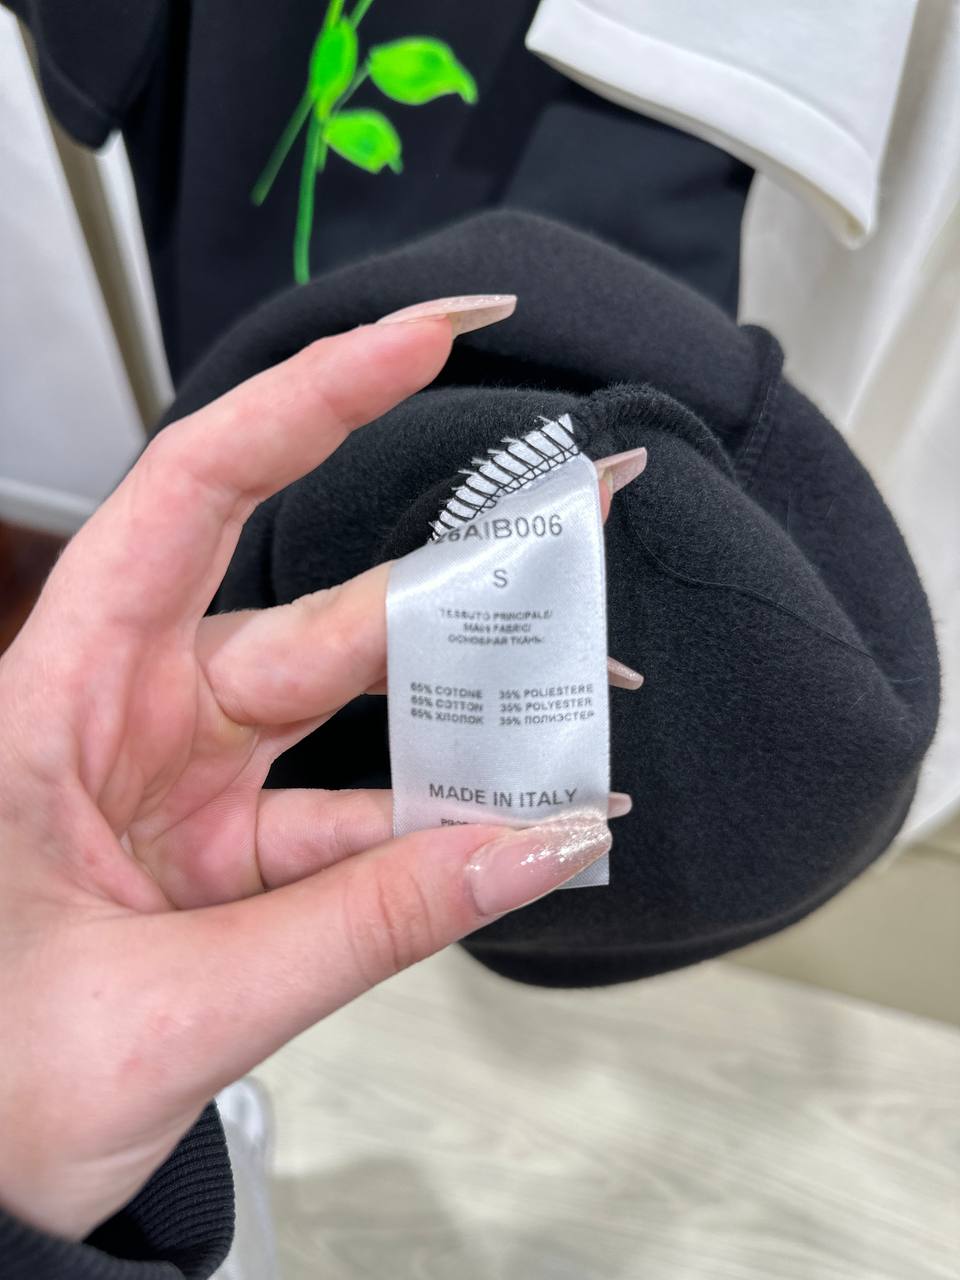 26AIB006
S
TESSUTO PRINCIPALE/
MAIN FABRIC/
ОСНОВНАЯ ТКАНЬ:
65% COTONE 35% POLIESTERE
65% COTTON 35% POLYESTER
65% ХЛОПОК 35% ПОЛИЭСТЕР
MADE IN ITALY